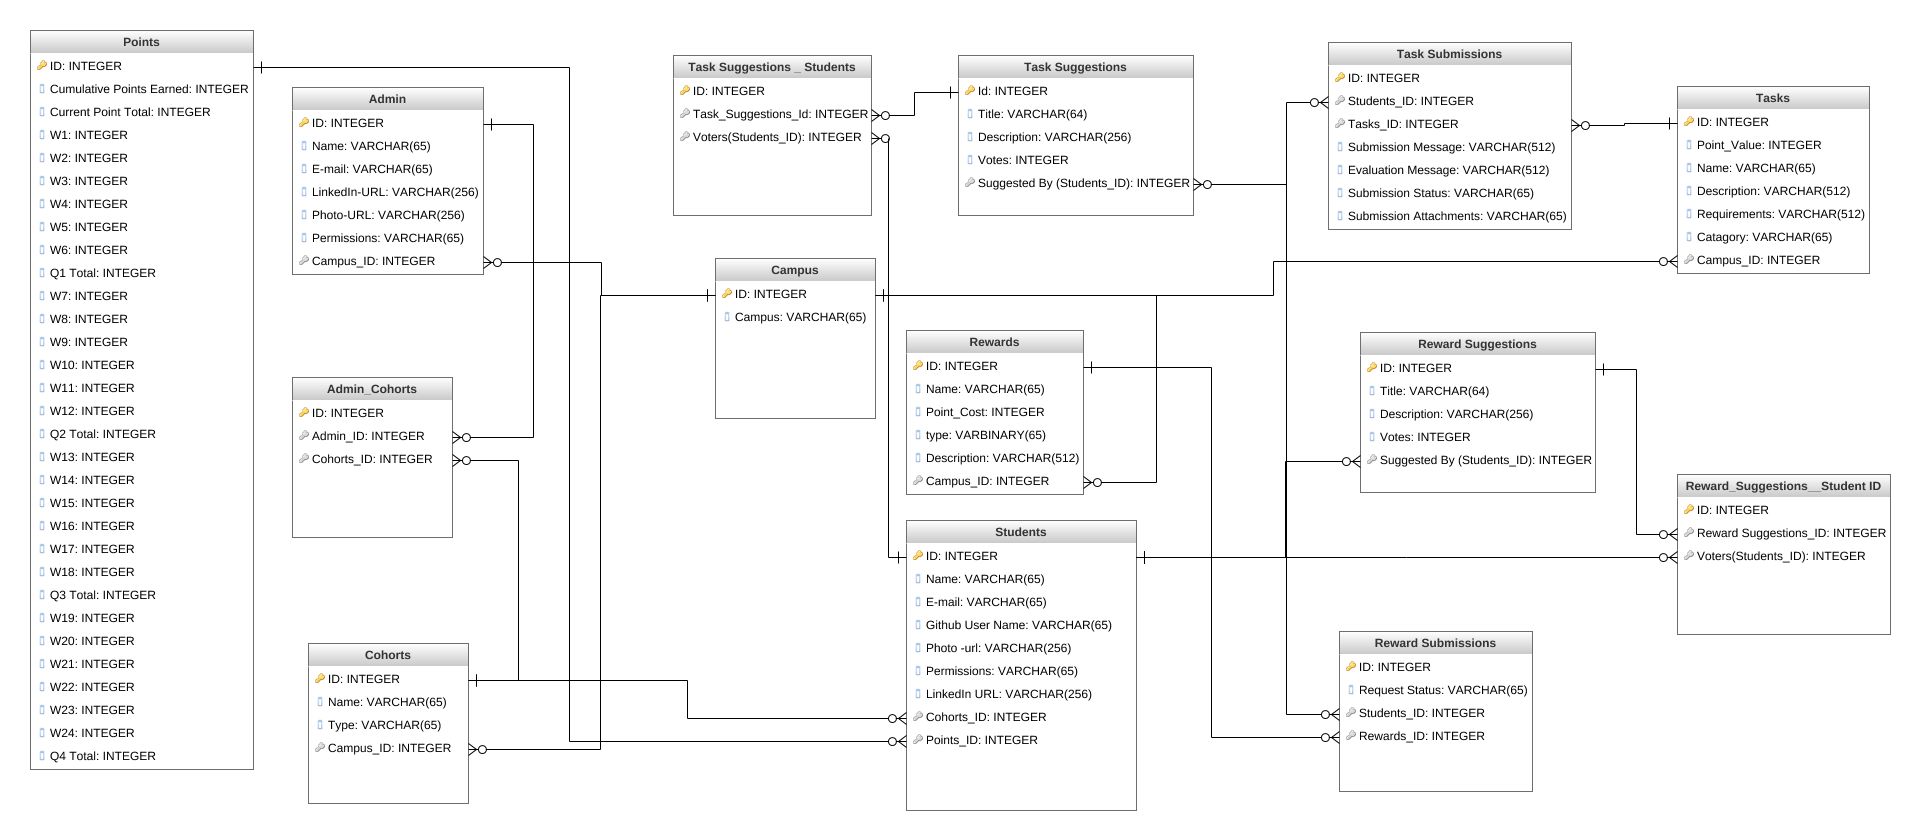 Points
ID: INTEGER
Cumulative Points Earned: INTEGER
Current Point Total: INTEGER
W1: INTEGER
W2: INTEGER
W3: INTEGER
W4: INTEGER
W5: INTEGER
W6: INTEGER
Q1 Total: INTEGER
W7: INTEGER
W8: INTEGER
W9: INTEGER
W10: INTEGER
W11: INTEGER
W12: INTEGER
Q2 Total: INTEGER
W13: INTEGER
W14: INTEGER
W15: INTEGER
W16: INTEGER
W17: INTEGER
W18: INTEGER
Q3 Total: INTEGER
W19: INTEGER
W20: INTEGER
W21: INTEGER
W22: INTEGER
W23: INTEGER
W24: INTEGER
Q4 Total: INTEGER
Admin
ID: INTEGER
Name: VARCHAR(65)
E-mail: VARCHAR(65)
LinkedIn-URL: VARCHAR(256)
Photo-URL: VARCHAR(256)
Permissions: VARCHAR(65)
Campus_ID: INTEGER
Admin_Cohorts
ID: INTEGER
Admin_ID: INTEGER
Cohorts_ID: INTEGER
Cohorts
ID: INTEGER
Name: VARCHAR(65)
Type: VARCHAR(65)
Campus_ID: INTEGER
Task Suggestions _ Students
ID: INTEGER
Task_Suggestions_Id: INTEGER
Voters(Students_ID): INTEGER
Campus
ID: INTEGER
Campus: VARCHAR(65)
Task Suggestions
Id: INTEGER
Title: VARCHAR(64)
Description: VARCHAR(256)
Votes: INTEGER
Suggested By (Students_ID): INTEGER
Rewards
ID: INTEGER
Name: VARCHAR(65)
Point_Cost: INTEGER
type: VARBINARY(65)
Description: VARCHAR(512)
Campus_ID: INTEGER
Students
ID: INTEGER
Name: VARCHAR(65)
E-mail: VARCHAR(65)
Github User Name: VARCHAR(65)
Photo -url: VARCHAR(256)
Permissions: VARCHAR(65)
LinkedIn URL: VARCHAR(256)
Cohorts_ID: INTEGER
Points_ID: INTEGER
Task Submissions
ID: INTEGER
Students_ID: INTEGER
Tasks_ID: INTEGER
Submission Message: VARCHAR(512)
Evaluation Message: VARCHAR(512)
Submission Status: VARCHAR(65)
Submission Attachments: VARCHAR(65)
Tasks
ID: INTEGER
Point_Value: INTEGER
Name: VARCHAR(65)
Description: VARCHAR(512)
Requirements: VARCHAR(512)
Catagory: VARCHAR(65)
Campus_ID: INTEGER
Reward Suggestions
ID: INTEGER
Title: VARCHAR(64)
Description: VARCHAR(256)
Votes: INTEGER
Suggested By (Students_ID): INTEGER
Reward_Suggestions__Student ID
ID: INTEGER
Reward Suggestions_ID: INTEGER
Voters(Students_ID): INTEGER
Reward Submissions
ID: INTEGER
Request Status: VARCHAR(65)
Students_ID: INTEGER
Rewards_ID: INTEGER